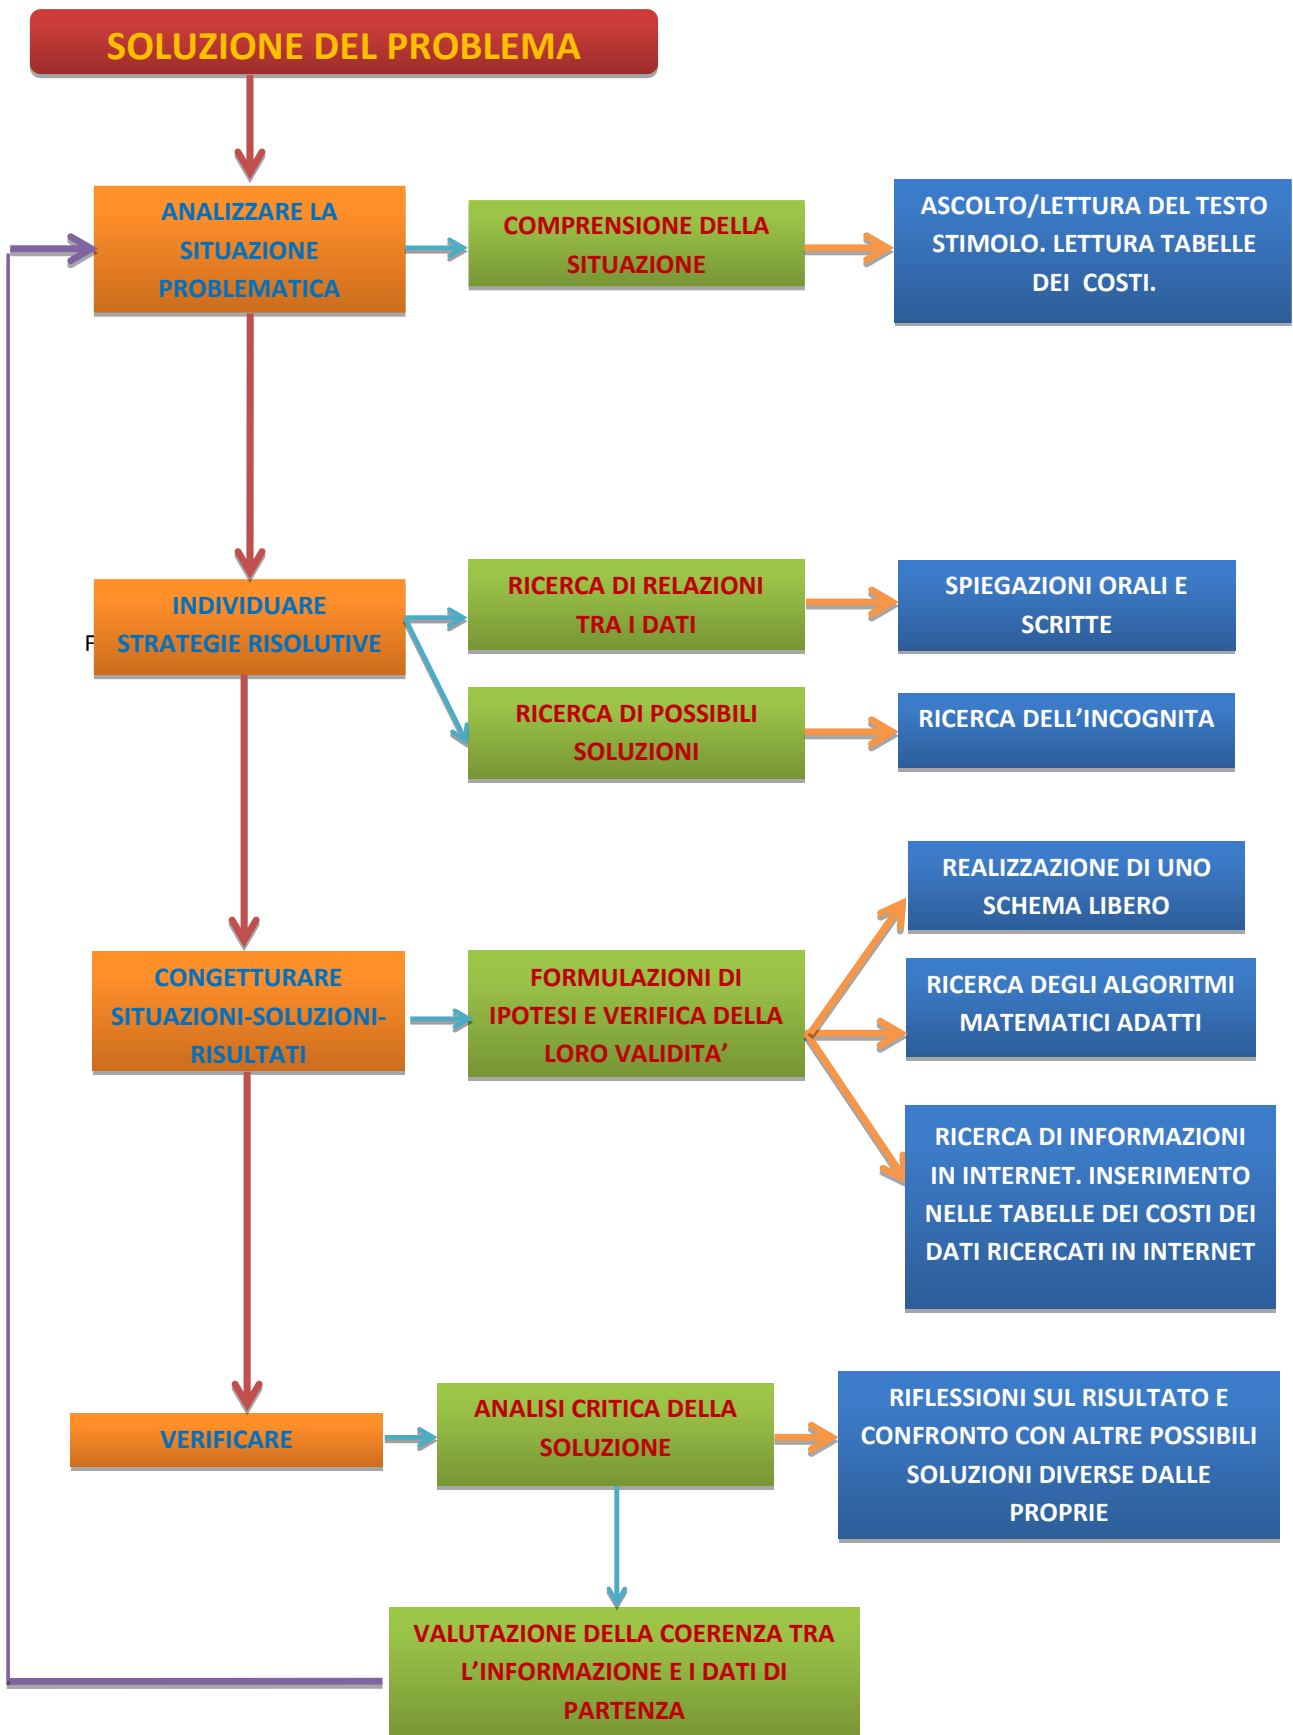 SOLUZIONE DEL PROBLEMA
ANALIZZARE LA
SITUAZIONE
PROBLEMATICA
COMPRENSIONE DELLA
SITUAZIONE
ASCOLTO/LETTURA DEL TESTO
STIMOLO. LETTURA TABELLE
DEI COSTI.
F
INDIVIDUARE
STRATEGIE RISOLUTIVE
RICERCA DI RELAZIONI
TRA I DATI
SPIEGAZIONI ORALI E
SCRITTE
RICERCA DI POSSIBILI
SOLUZIONI
RICERCA DELL’INCOGNITA
CONGETTURARE
SITUAZIONI-SOLUZIONI-
RISULTATI
FORMULAZIONI DI
IPOTESI E VERIFICA DELLA
LORO VALIDITA’
REALIZZAZIONE DI UNO
SCHEMA LIBERO
RICERCA DEGLI ALGORITMI
MATEMATICI ADATTI
RICERCA DI INFORMAZIONI
IN INTERNET. INSERIMENTO
NELLE TABELLE DEI COSTI DEI
DATI RICERCATI IN INTERNET
VERIFICARE
ANALISI CRITICA DELLA
SOLUZIONE
RIFLESSIONI SUL RISULTATO E
CONFRONTO CON ALTRE POSSIBILI
SOLUZIONI DIVERSE DALLE
PROPRIE
VALUTAZIONE DELLA COERENZA TRA
L’INFORMAZIONE E I DATI DI
PARTENZA